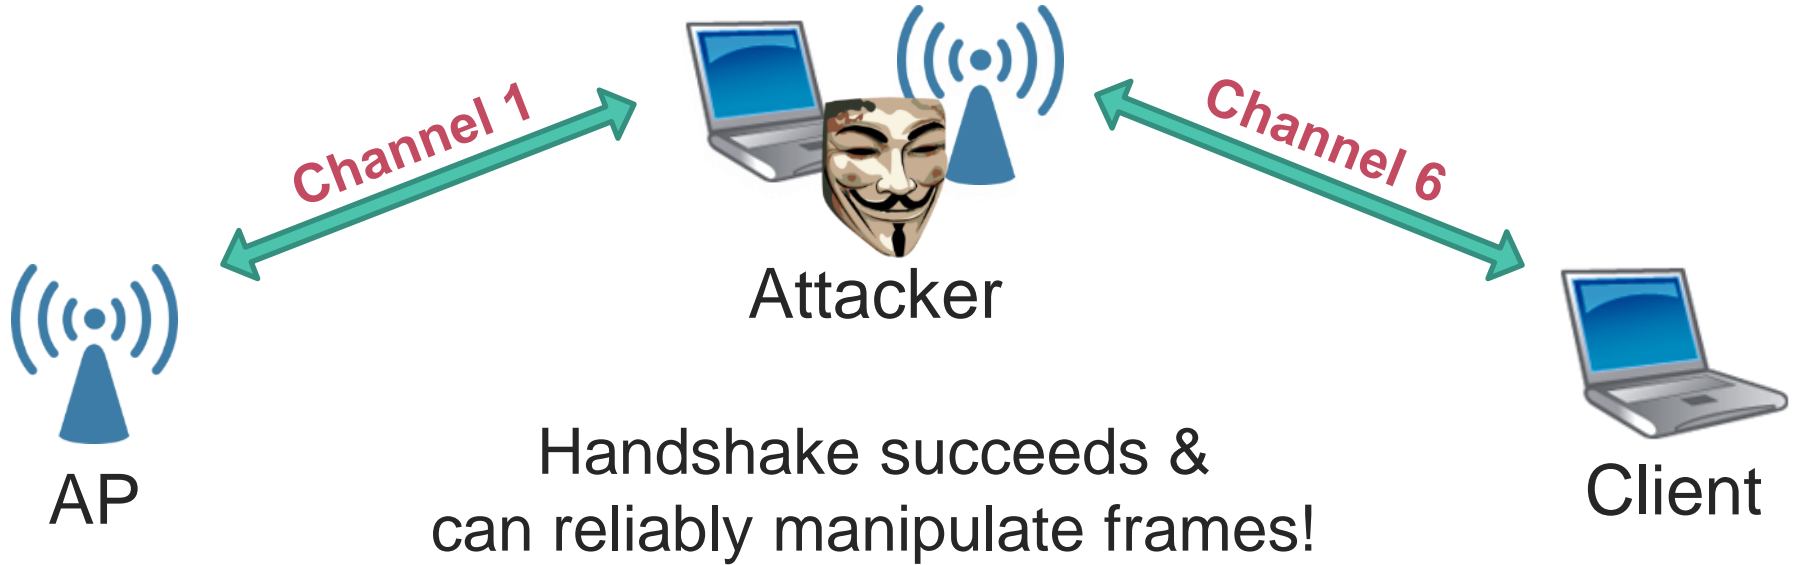 Channel 1
Channel 6
Attacker
AP
Client
Handshake succeeds &
can reliably manipulate frames!